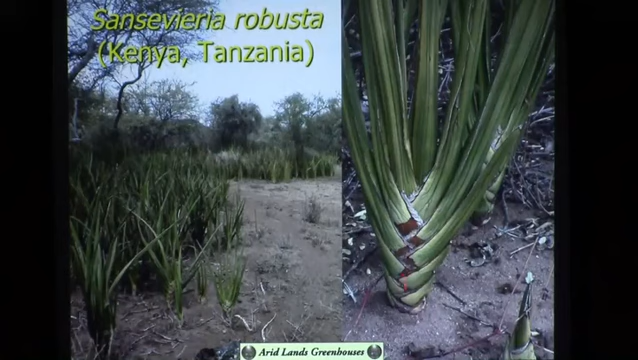 Sansevieria robusta
(Kenya, Tanzania)
Arid Lands Greenhouses